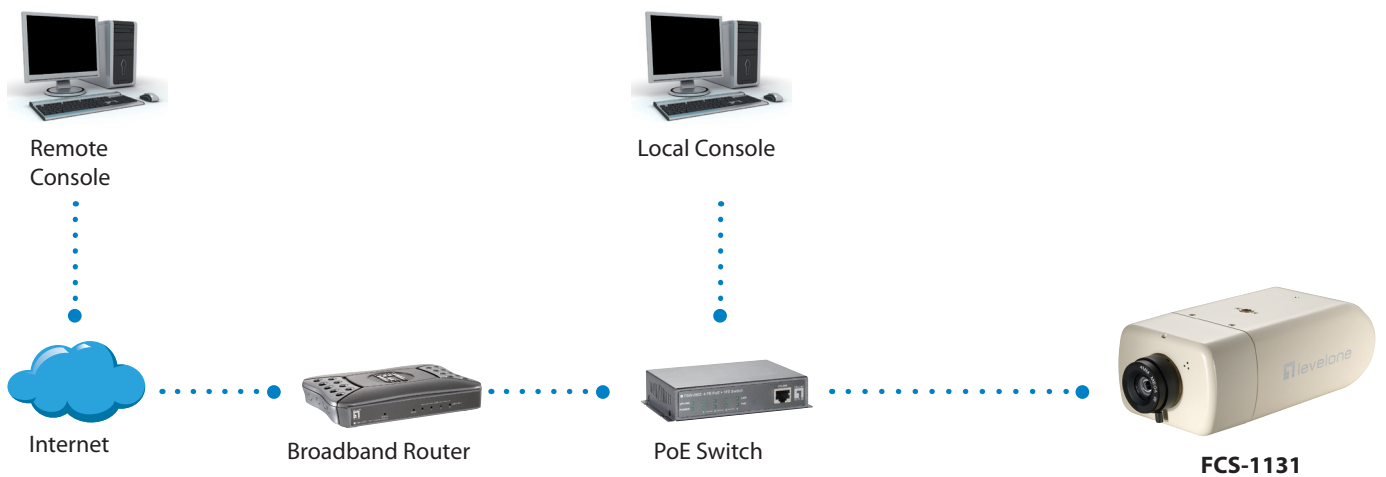 Remote
Console
Local Console
levelone
Internet
Broadband Router
PoE Switch
FCS-1131